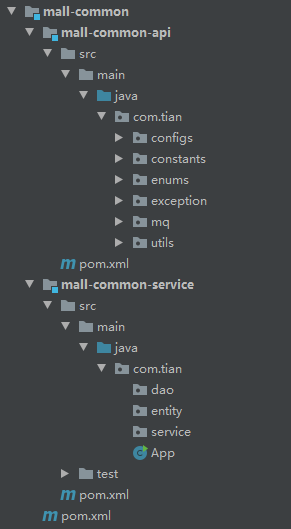 mall-common
mall-common-api
src
main
java
com.tian
configs
constants
enums
exception
mq
utils
pom.xml
mall-common-service
src
main
java
com.tian
dao
entity
service
App
test
pom.xml
pom.xml